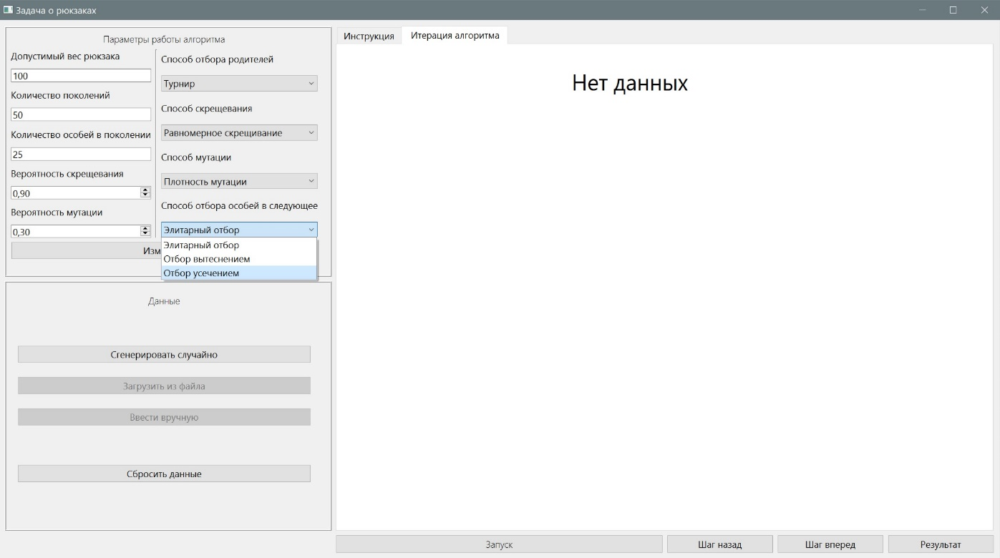 Задача о рюкзаках
Параметры работы алгоритма
Допустимый вес рюкзака
100
Количество поколений
50
Количество особей в поколении
25
Вероятность скрещевания
0,90
Вероятность мутации
0,30
Изм
Способ отбора родителей
Турнир
Способ скрещевания
Равномерное скрещивание
Способ мутации
Плотность мутации
Способ отбора особей в следующее
Элитарный отбор
Элитарный отбор
Отбор вытеснением
Отбор усечением
Данные
Сгенерировать случайно
Загрузить из файла
Ввести вручную
Сбросить данные
Инструкция
Итерация алгоритма
Нет данных
Запуск
Шаг назад
Шаг вперед
Результат